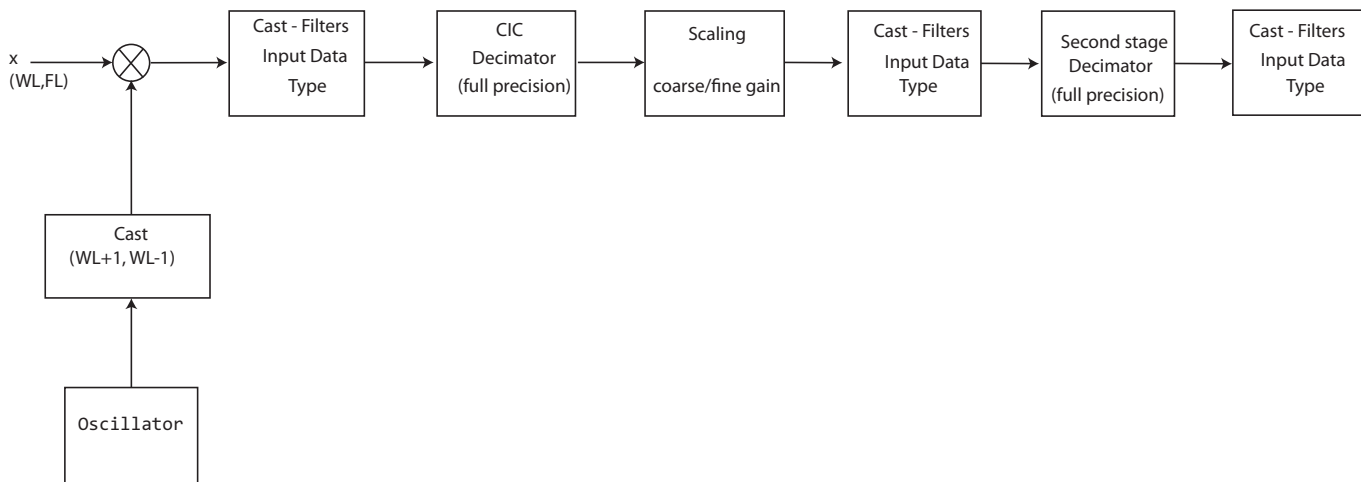 x
(WL,FL)
Cast - Filters
Input Data
Type
CIC
Decimator
(full precision)
Scaling
coarse/fine gain
Cast - Filters
Input Data
Type
Second stage
Decimator
(full precision)
Cast - Filters
Input Data
Type
Cast
(WL+1, WL-1)
Oscillator